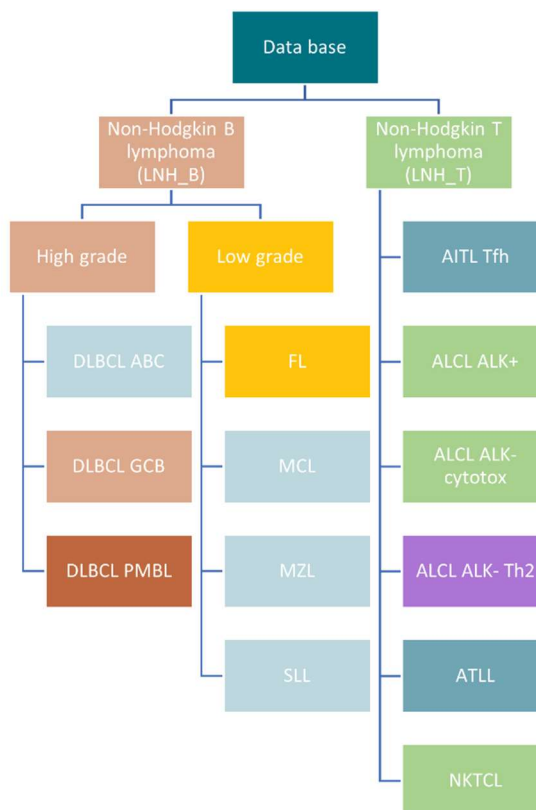 Data base
Non-Hodgkin B
lymphoma
(LNH_B)
Non-Hodgkin T
lymphoma
(LNH_T)
High grade
Low grade
AITL Tfh
DLBCL ABC
FL
ALCL ALK+
DLBCL GCB
MCL
ALCL ALK-
cytotox
DLBCL PMBL
MZL
ALCL ALK- Th2
SLL
ATLL
NKTCL